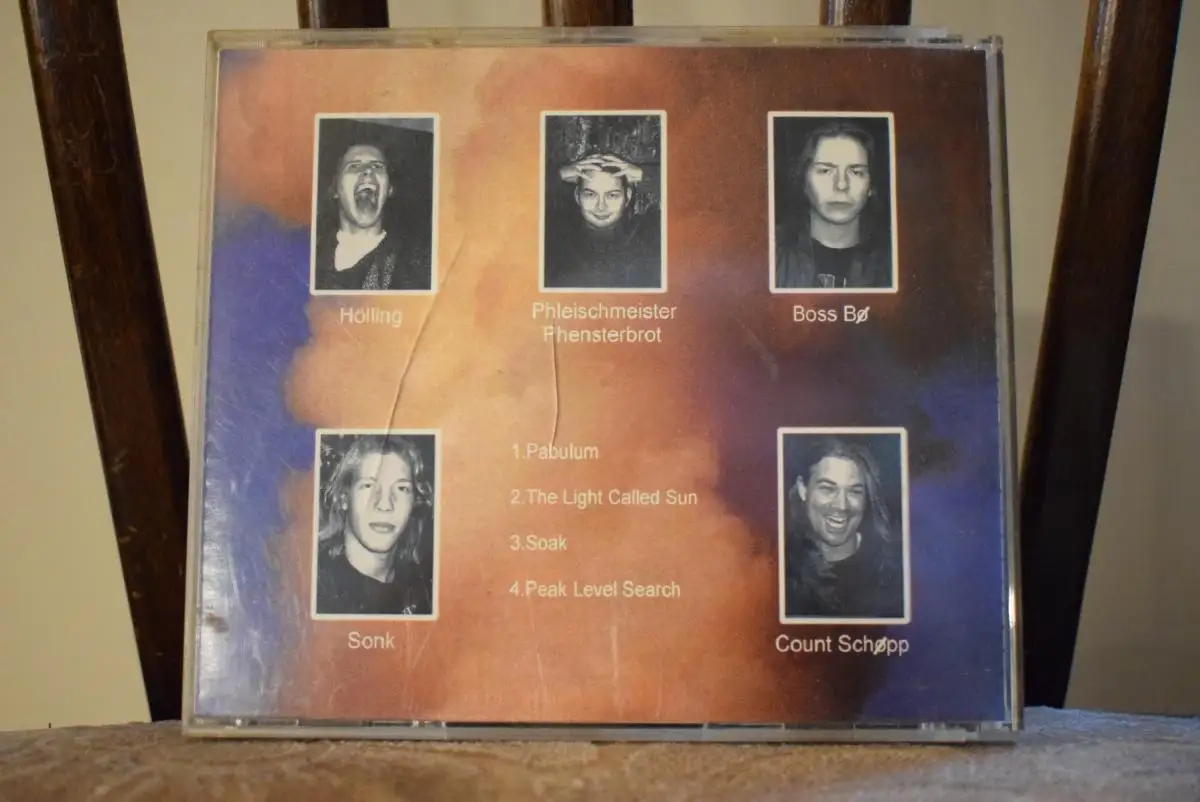 Hölling
Phleischmeister
Phensterbrot
Boss Bø
1.Pabulum
2.The Light Called Sun
3.Soak
4.Peak Level Search
Sonk
Count Schøpp